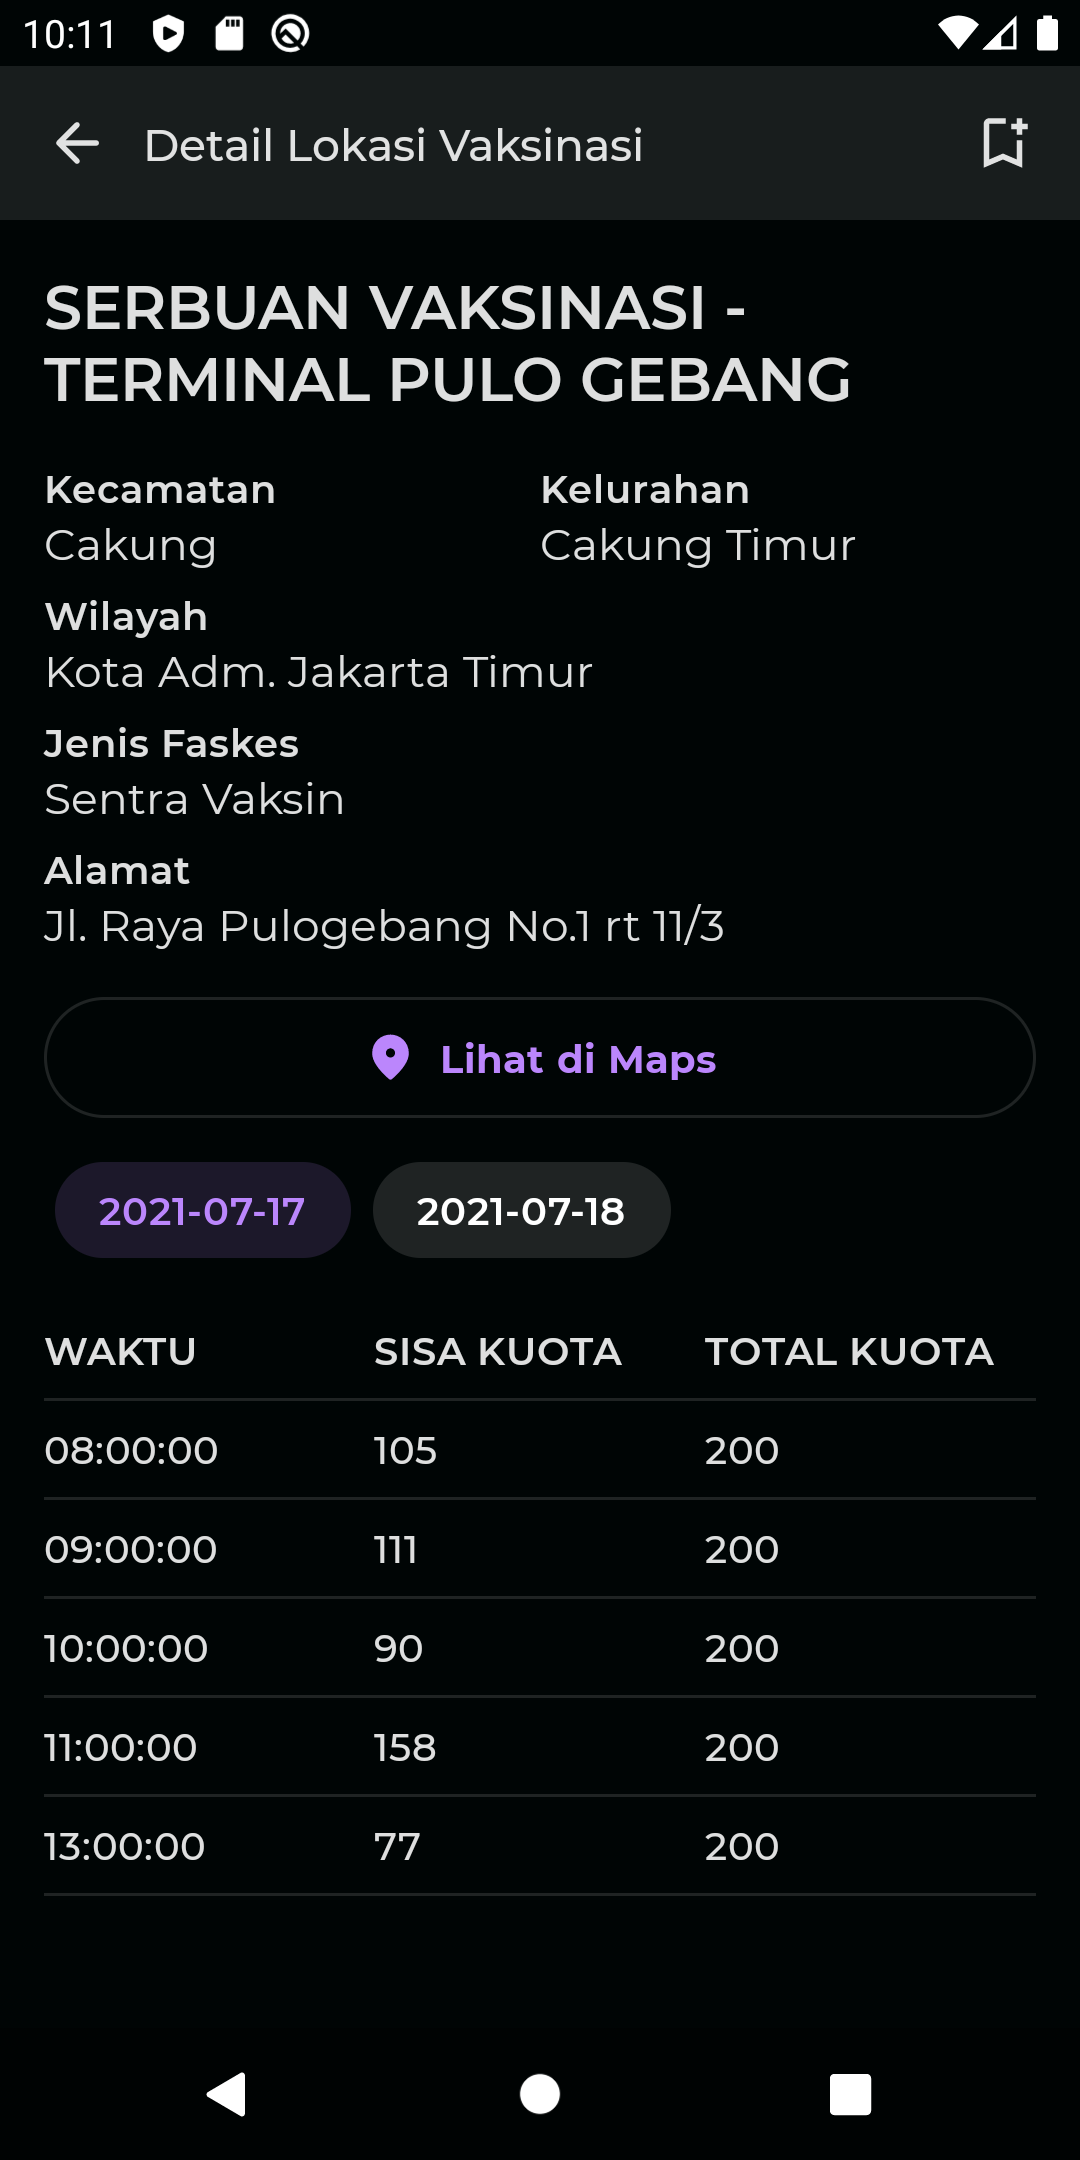 10:11
Detail Lokasi Vaksinasi
SERBUAN VAKSINASI -
TERMINAL PULO GEBANG
Kecamatan Kelurahan
Cakung Cakung Timur
Wilayah
Kota Adm. Jakarta Timur
Jenis Faskes
Sentra Vaksin
Alamat
Jl. Raya Pulogebang No.1 rt 11/3
Lihat di Maps
2021-07-17 2021-07-18
WAKTU SISA KUOTA TOTAL KUOTA
08:00:00 105 200
09:00:00 111 200
10:00:00 90 200
11:00:00 158 200
13:00:00 77 200